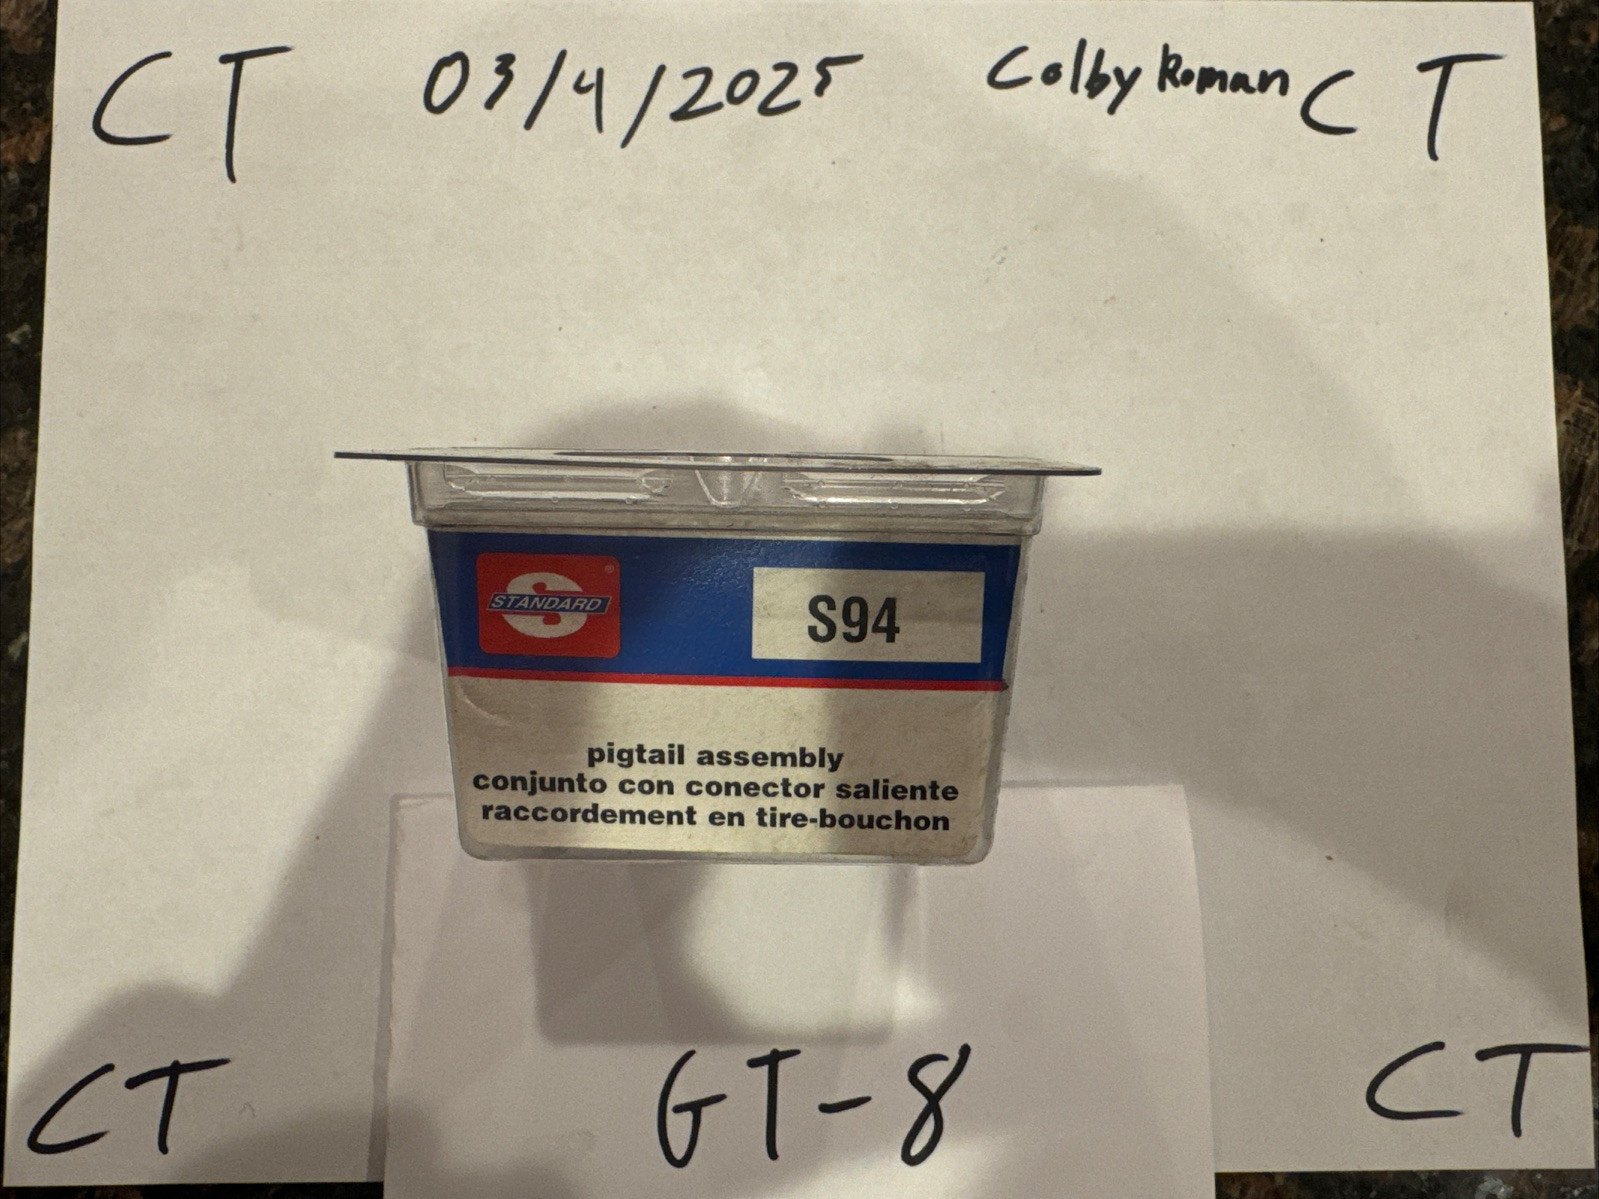 CT 03/4/2025 Colby Roman CT
STANDARD
®
S94
pigtail assembly
conjunto con conector saliente
raccordement en tire-bouchon
CT GT-8 CT